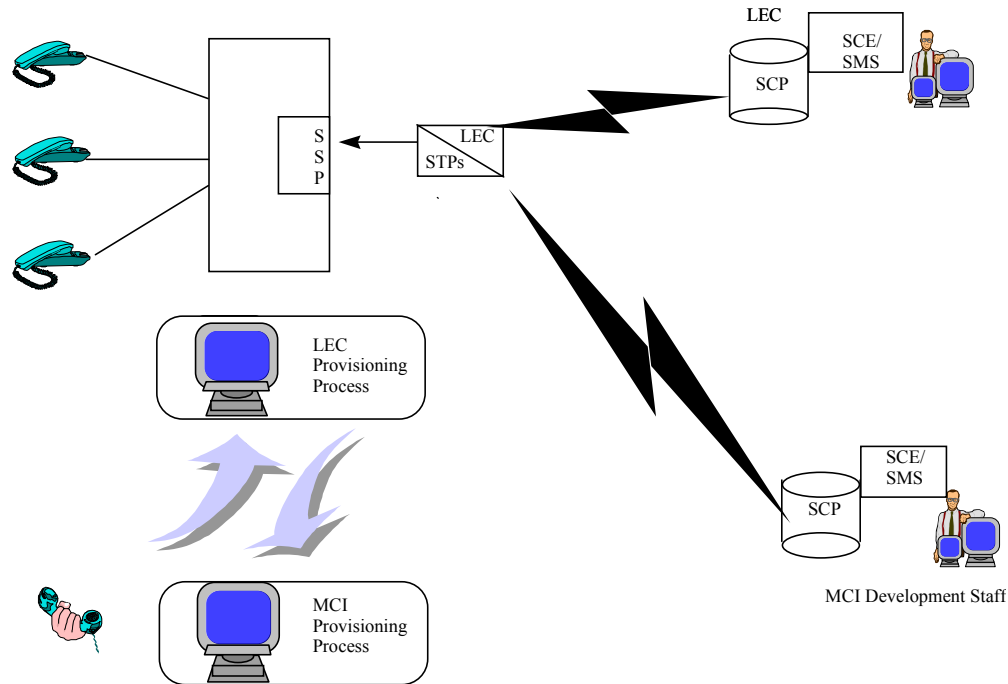 LEC
SCE/
SMS
SCP
S
S
P
LEC
STPs
LEC
Provisioning
Process
SCE/
SMS
SCP
MCI Development Staff
MCI
Provisioning
Process